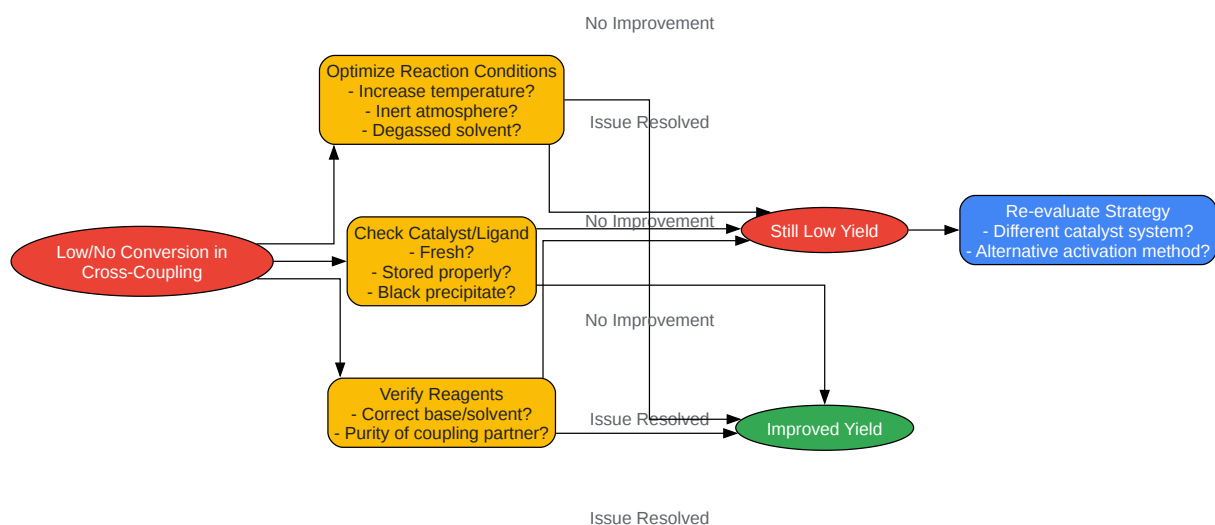 No Improvement
Optimize Reaction Conditions
- Increase temperature?
- Inert atmosphere?
- Degassed solvent?
Issue Resolved
Low/No Conversion in
Cross-Coupling
Check Catalyst/Ligand
- Fresh?
- Stored properly?
- Black precipitate?
No Improvement
Still Low Yield
Re-evaluate Strategy
- Different catalyst system?
- Alternative activation method?
No Improvement
Verify Reagents
- Correct base/solvent?
- Purity of coupling partner?
Issue Resolved
Improved Yield
Issue Resolved